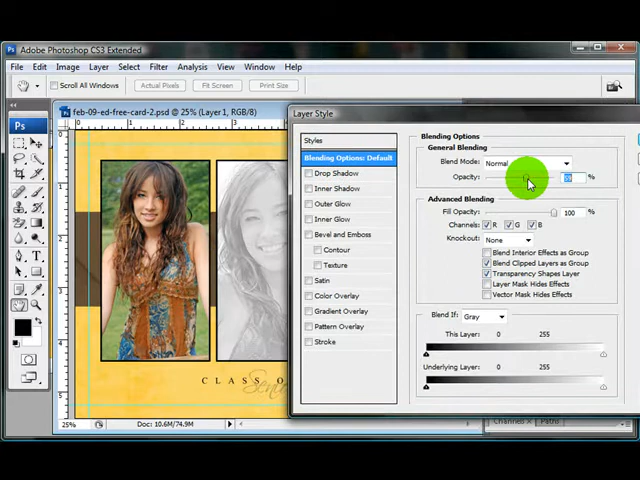 Adobe Photoshop CS3 Extended
File Edit Image Layer Select Filter Analysis View Window Help
Scroll All Windows Actual Pixels Fit Screen Print Size
Ps
feb-09-ed-free-card-2.psd @ 25% (Layer 1, RGB/8)
Layer Style
Styles
Blending Options: Default
Drop Shadow
Inner Shadow
Outer Glow
Inner Glow
Bevel and Emboss
Contour
Texture
Satin
Color Overlay
Gradient Overlay
Pattern Overlay
Stroke
Blending Options
General Blending
Blend Mode: Normal
Opacity: %
Advanced Blending
Fill Opacity: 100 %
Channels: R G B
Knockout: None
Blend Interior Effects as Group
Blend Clipped Layers as Group
Transparency Shapes Layer
Layer Mask Hides Effects
Vector Mask Hides Effects
Blend If: Gray
This Layer: 0 255
Underlying Layer: 0 255
CLASS O
Senio
25% Doc: 10.6M/74.9M
Channels Paths